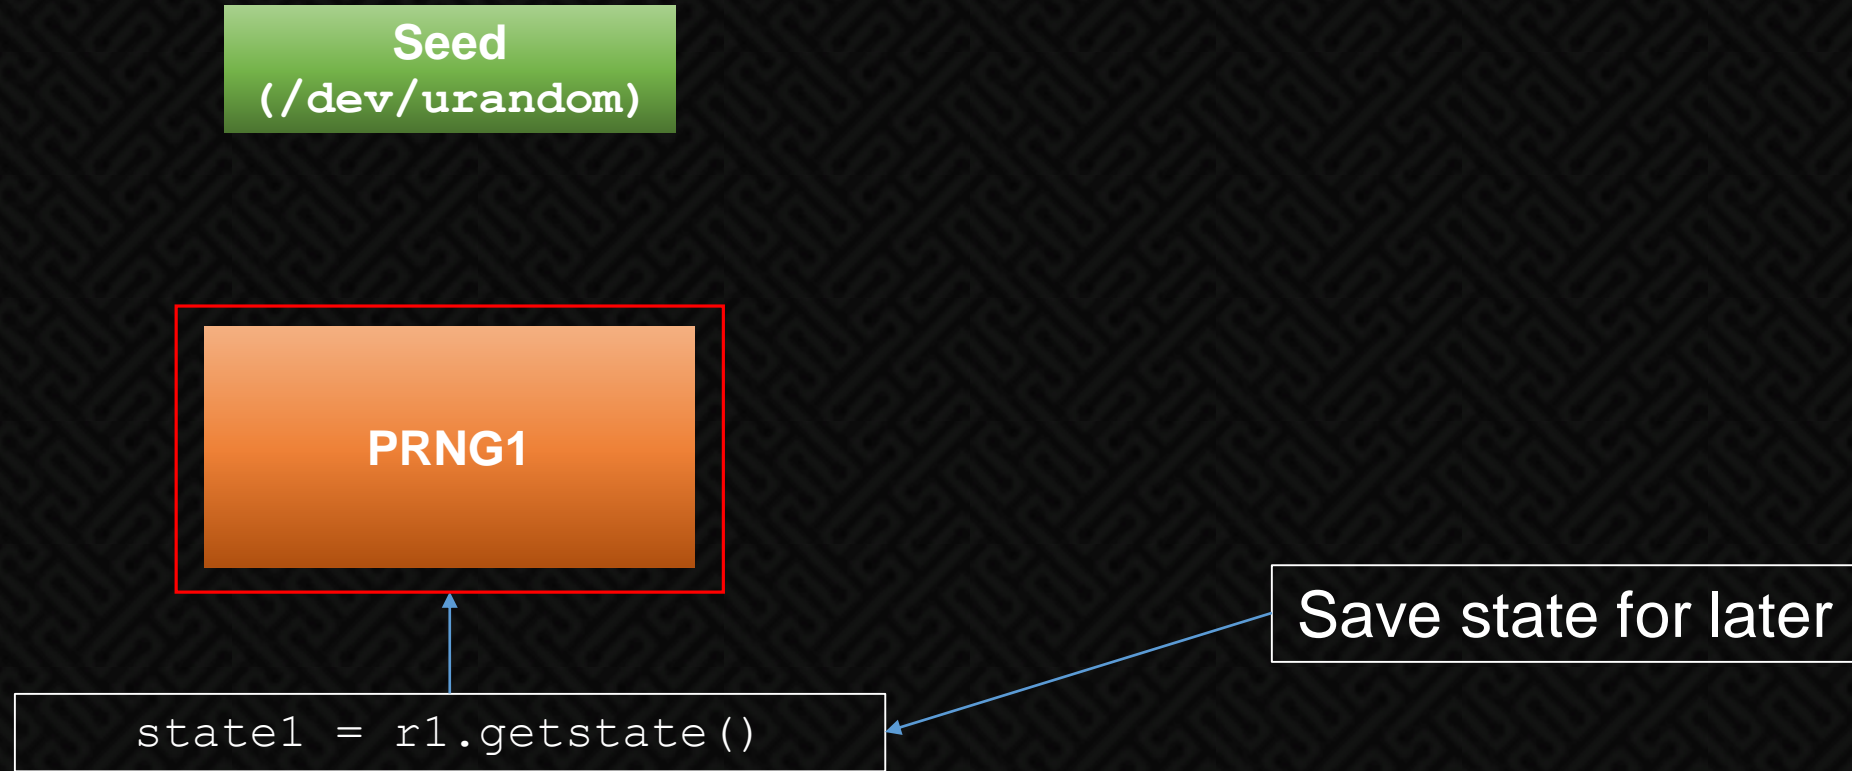 Seed
(/dev/urandom)
PRNG1
Save state for later
state1 = r1.getstate()